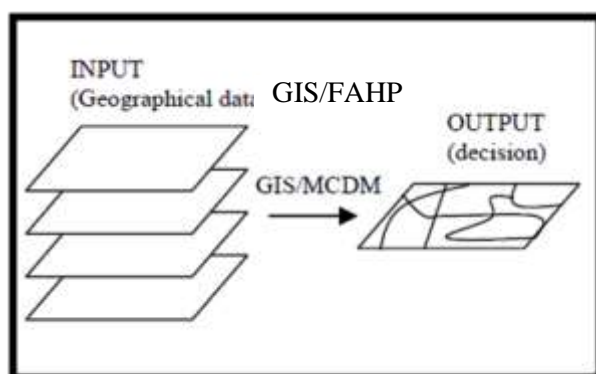 INPUT
(Geographical data GIS/FAHP
OUTPUT
(decision)
GIS/MCDM